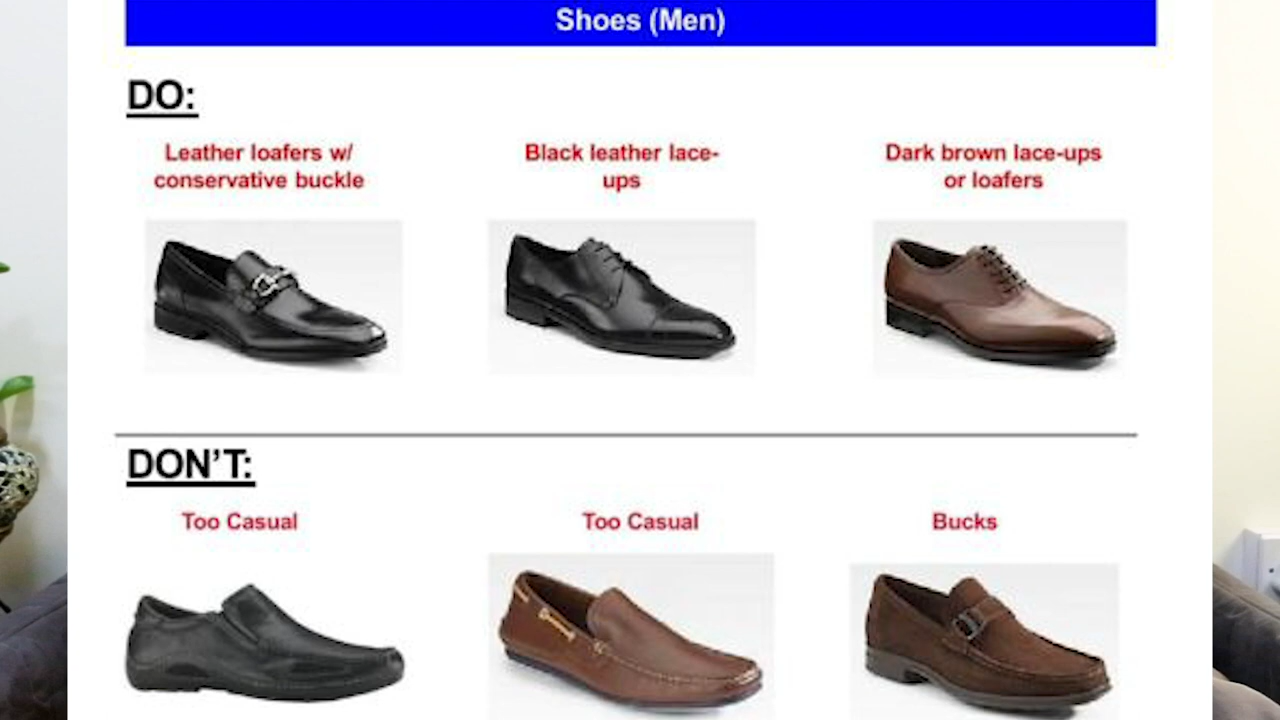 Shoes (Men)
DO:
Leather loafers w/
conservative buckle
Black leather lace-
ups
Dark brown lace-ups
or loafers
DON'T:
Too Casual
Too Casual
Bucks